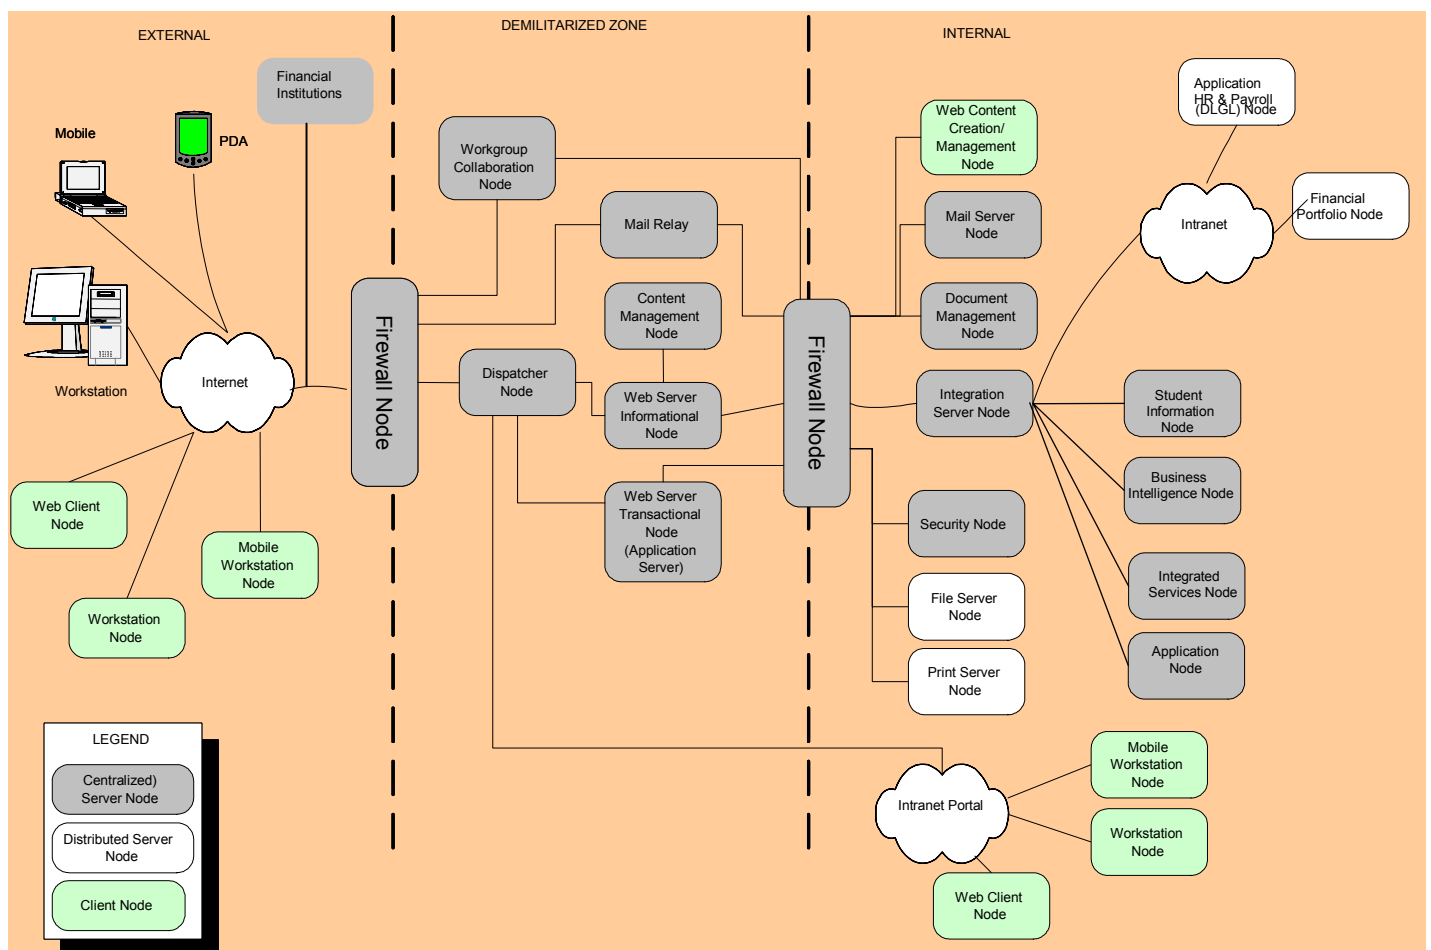 EXTERNAL
DEMILITARIZED ZONE
INTERNAL
Financial
Institutions
Mobile
PDA
Workstation
Internet
Web Client
Node
Workstation
Node
Mobile
Workstation
Node
Firewall Node
Workgroup
Collaboration
Node
Mail Relay
Content
Management
Node
Dispatcher
Node
Web Server
Informational
Node
Web Server
Transactional
Node
(Application
Server)
Firewall Node
Web Content
Creation/
Management
Node
Mail Server
Node
Document
Management
Node
Integration
Server Node
Security Node
File Server
Node
Print Server
Node
Application
HR & Payroll
(DLGL) Node
Intranet
Financial
Portfolio Node
Student
Information
Node
Business
Intelligence Node
Integrated
Services Node
Application
Node
Intranet Portal
Mobile
Workstation
Node
Workstation
Node
Web Client
Node
LEGEND
Centralized)
Server Node
Distributed Server
Node
Client Node